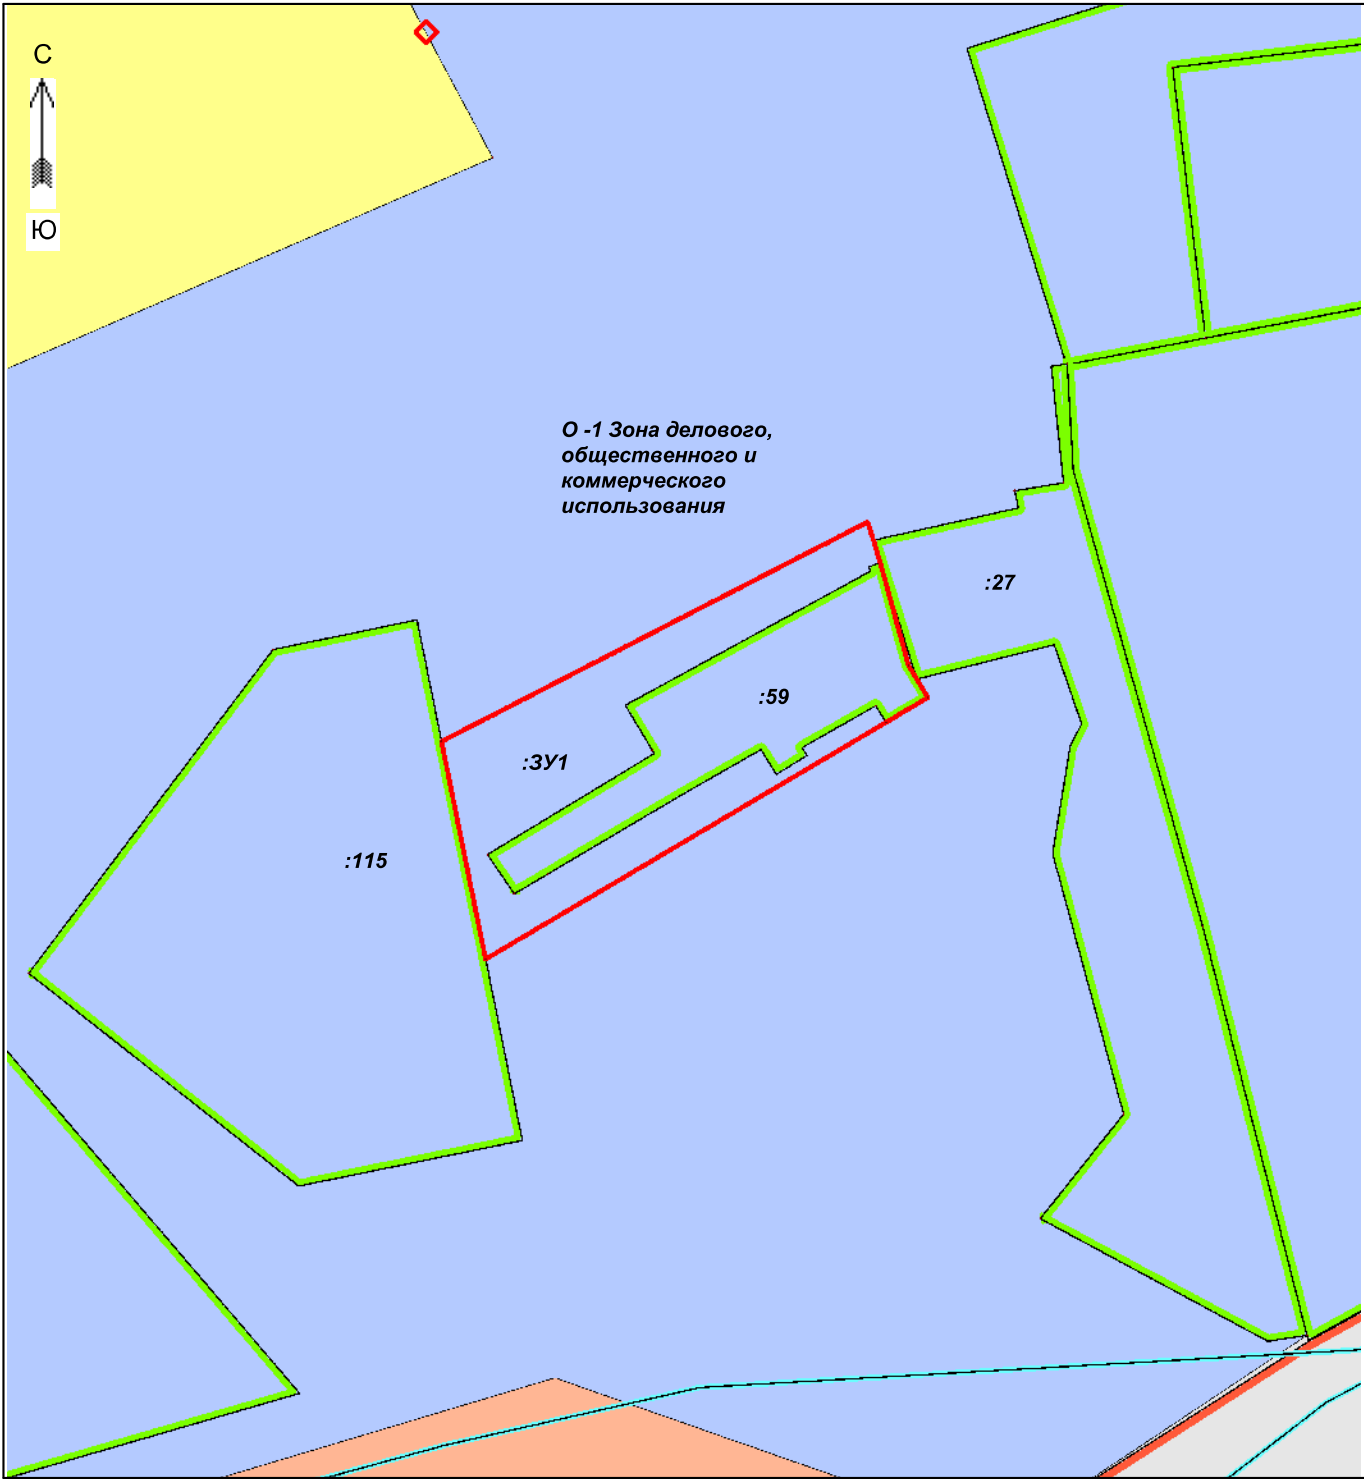 С
Ю
О -1 Зона делового,
общественного и
коммерческого
использования
:27
:59
:ЗУ1
:115